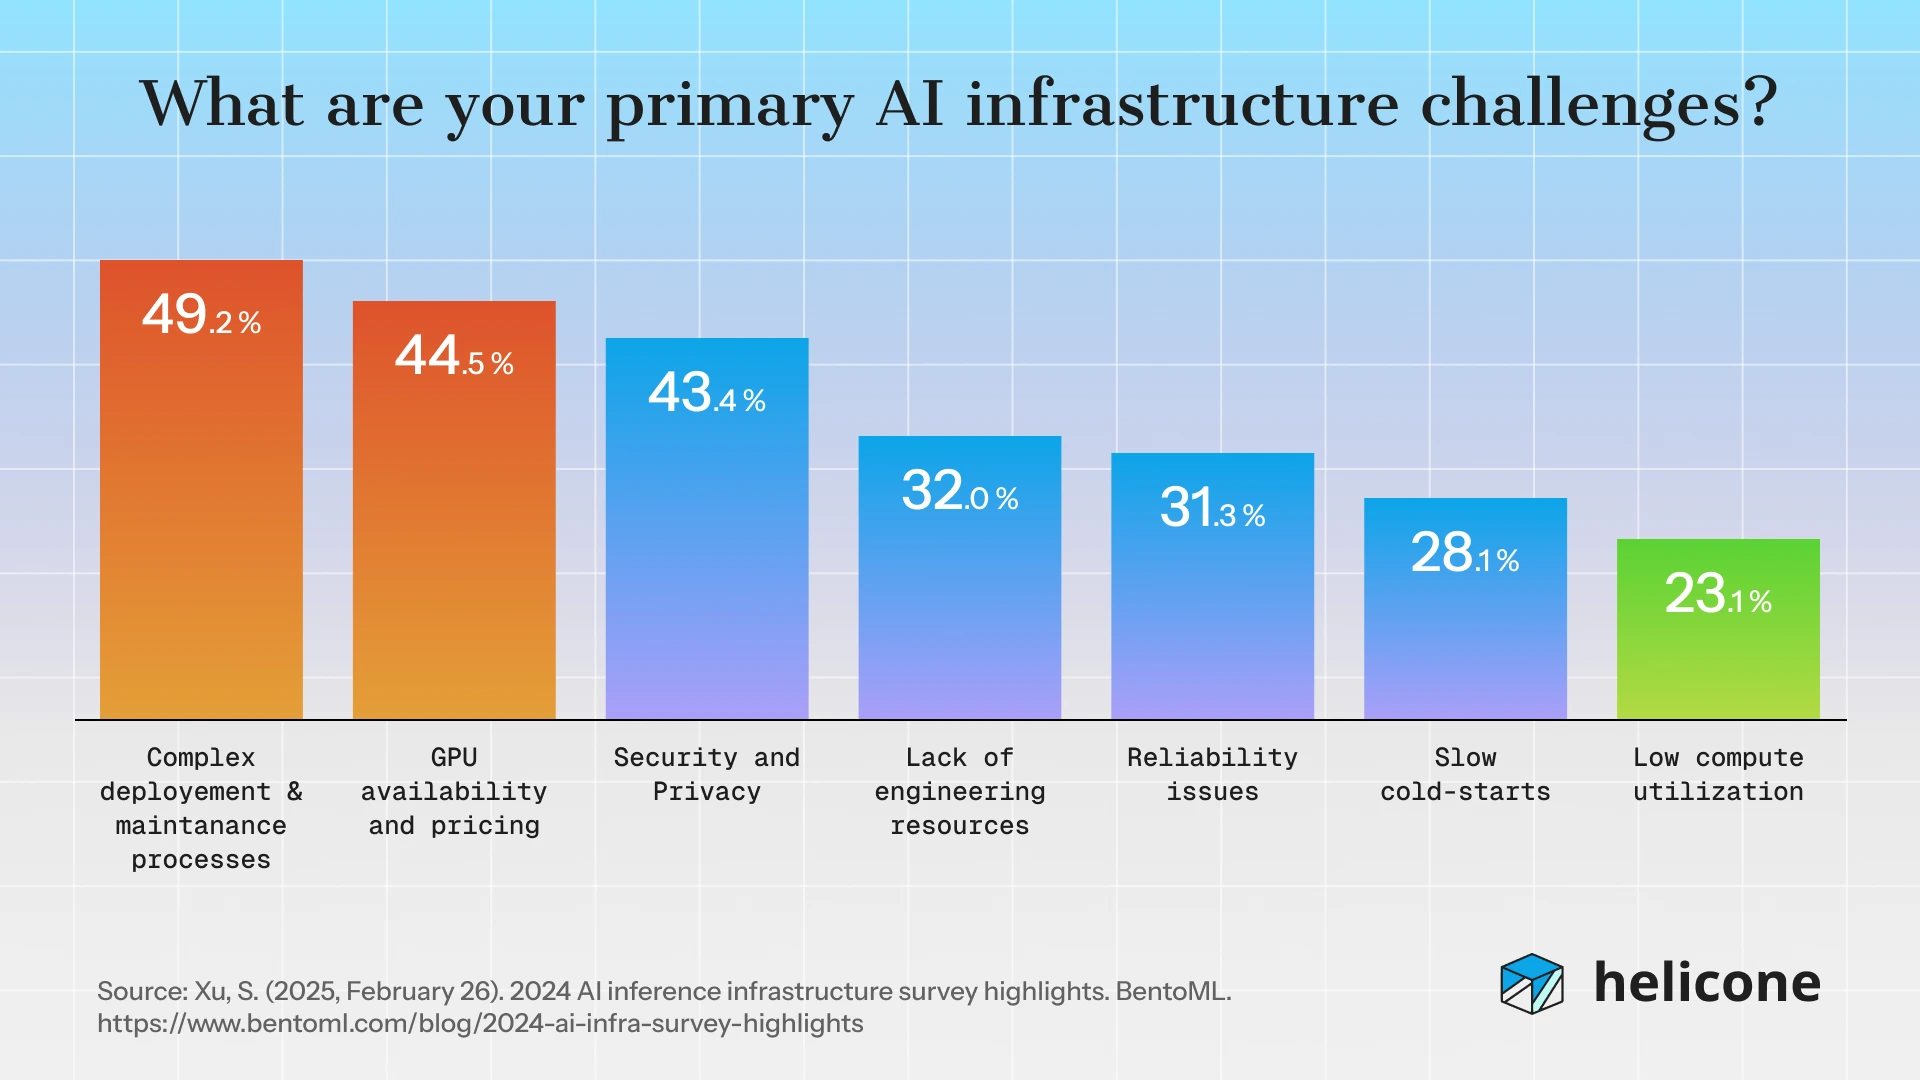 What are your primary AI infrastructure challenges?
49.2%
44.5%
43.4%
32.0%
31.3%
28.1%
23.1%
Complex
deployement &
maintanance
processes
GPU
availability
and pricing
Security and
Privacy
Lack of
engineering
resources
Reliability
issues
Slow
cold-starts
Low compute
utilization
Source: Xu, S. (2025, February 26). 2024 AI inference infrastructure survey highlights. BentoML.
https://www.bentoml.com/blog/2024-ai-infra-survey-highlights
helicone